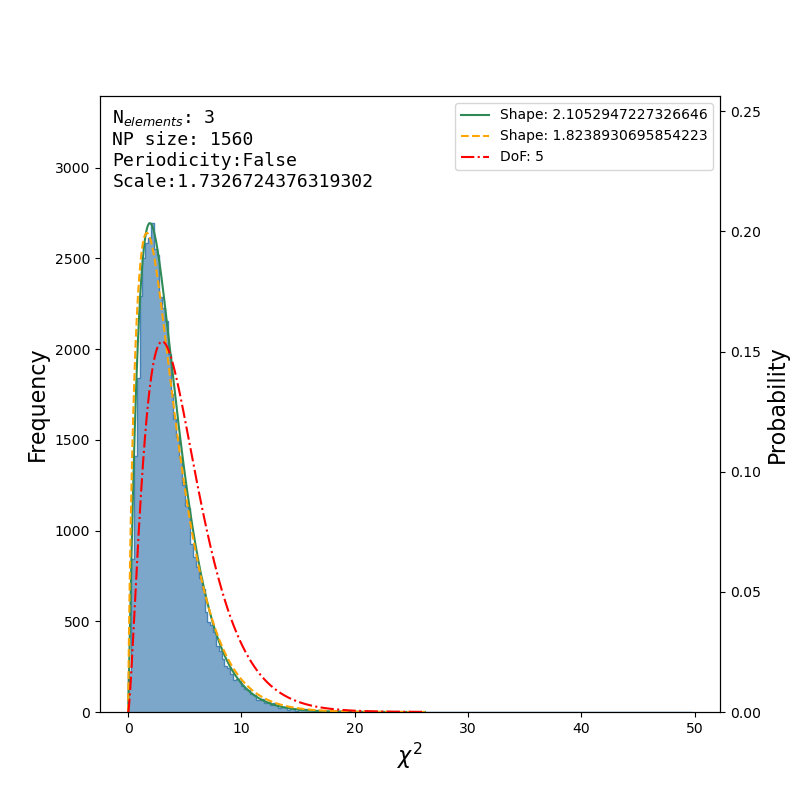 N_elements: 3
NP size: 1560
Periodicity:False
Scale:1.7326724376319302
Shape: 2.1052947227326646
Shape: 1.8238930695854223
DoF: 5
Frequency
3000
2500
2000
1500
1000
500
0
0.25
0.20
0.15
0.10
0.05
0.00
Probability
0 10 20 30 40 50
χ²